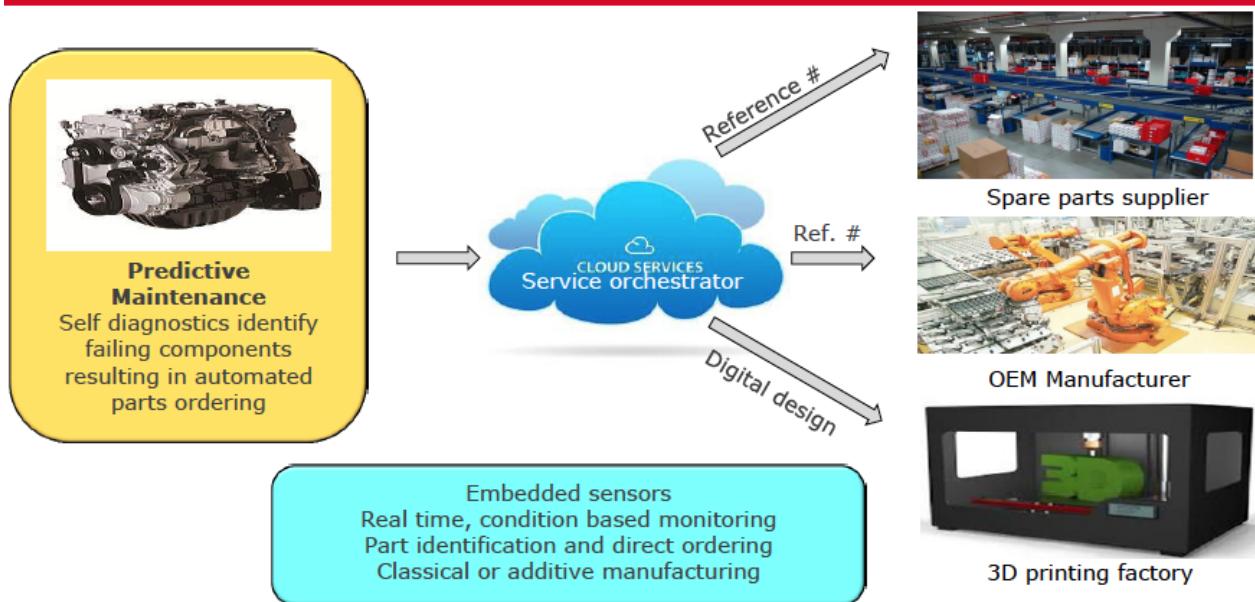 Predictive
Maintenance
Self diagnostics identify
failing components
resulting in automated
parts ordering
CLOUD SERVICES
Service orchestrator
Reference #
Ref. #
Digital design
Spare parts supplier
OEM Manufacturer
3D
3D printing factory
Embedded sensors
Real time, condition based monitoring
Part identification and direct ordering
Classical or additive manufacturing